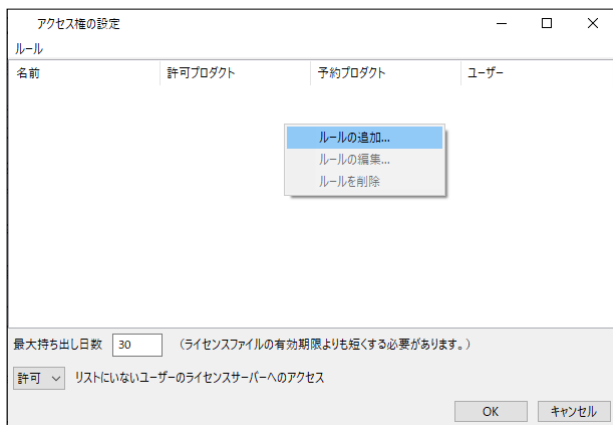 アクセス権の設定
ルール
名前 許可プロダクト 予約プロダクト ユーザー
ルールの追加...
ルールの編集...
ルールを削除
最大持ち出し日数 30 （ライセンスファイルの有効期限よりも短くする必要があります。）
許可 リストにいないユーザーのライセンスサーバーへのアクセス
OK キャンセル